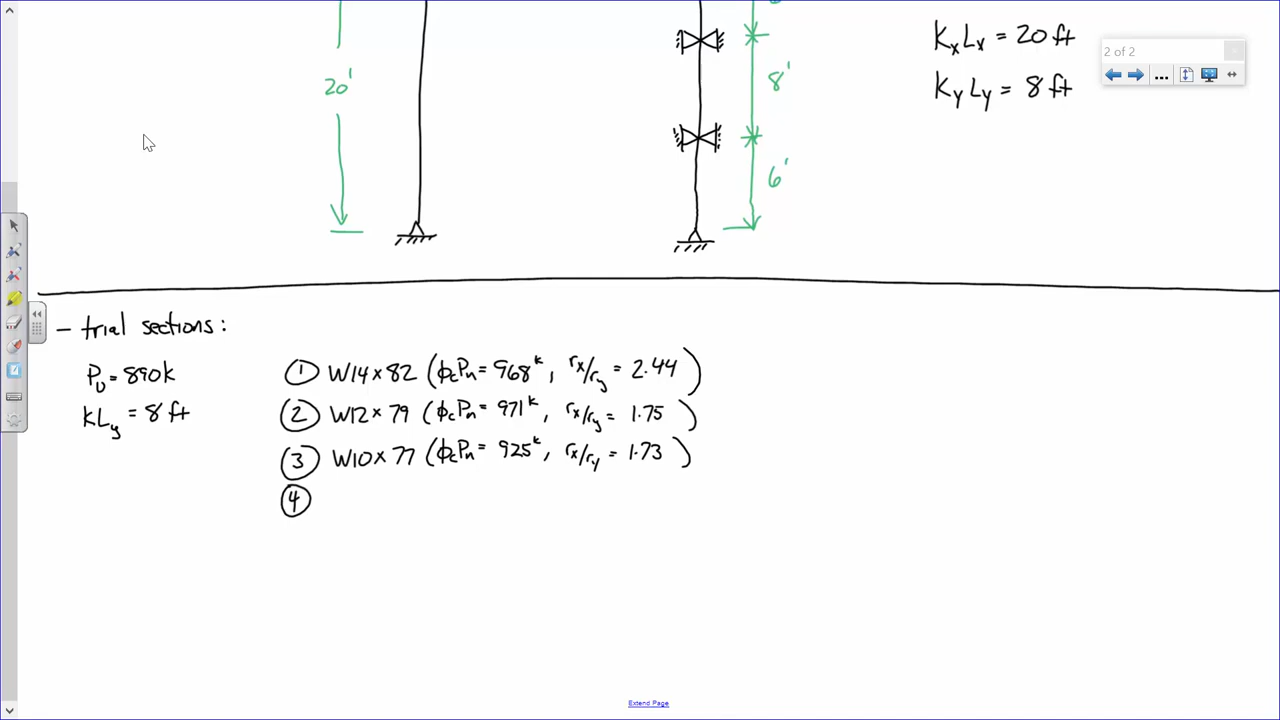 KxLx = 20 ft
2 of 2
20'
8'
KyLy = 8 ft
6'
– trial sections:
Pu = 890k
① W14×82 (ϕcPn = 968ᵏ, rx/ry = 2.44)
kLy = 8 ft
② W12×79 (ϕcPn = 971ᵏ, rx/ry = 1.75)
③ W10×77 (ϕcPn = 925ᵏ, rx/ry = 1.73)
④
Extend Page